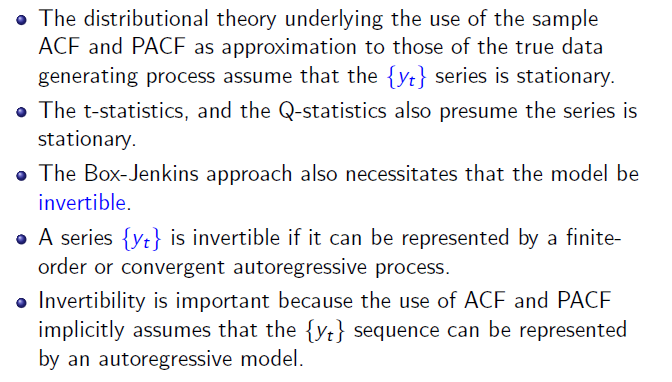 The distributional theory underlying the use of the sample
ACF and PACF as approximation to those of the true data
generating process assume that the {yₜ} series is stationary.
The t-statistics, and the Q-statistics also presume the series is
stationary.
The Box-Jenkins approach also necessitates that the model be
invertible.
A series {yₜ} is invertible if it can be represented by a finite-
order or convergent autoregressive process.
Invertibility is important because the use of ACF and PACF
implicitly assumes that the {yₜ} sequence can be represented
by an autoregressive model.